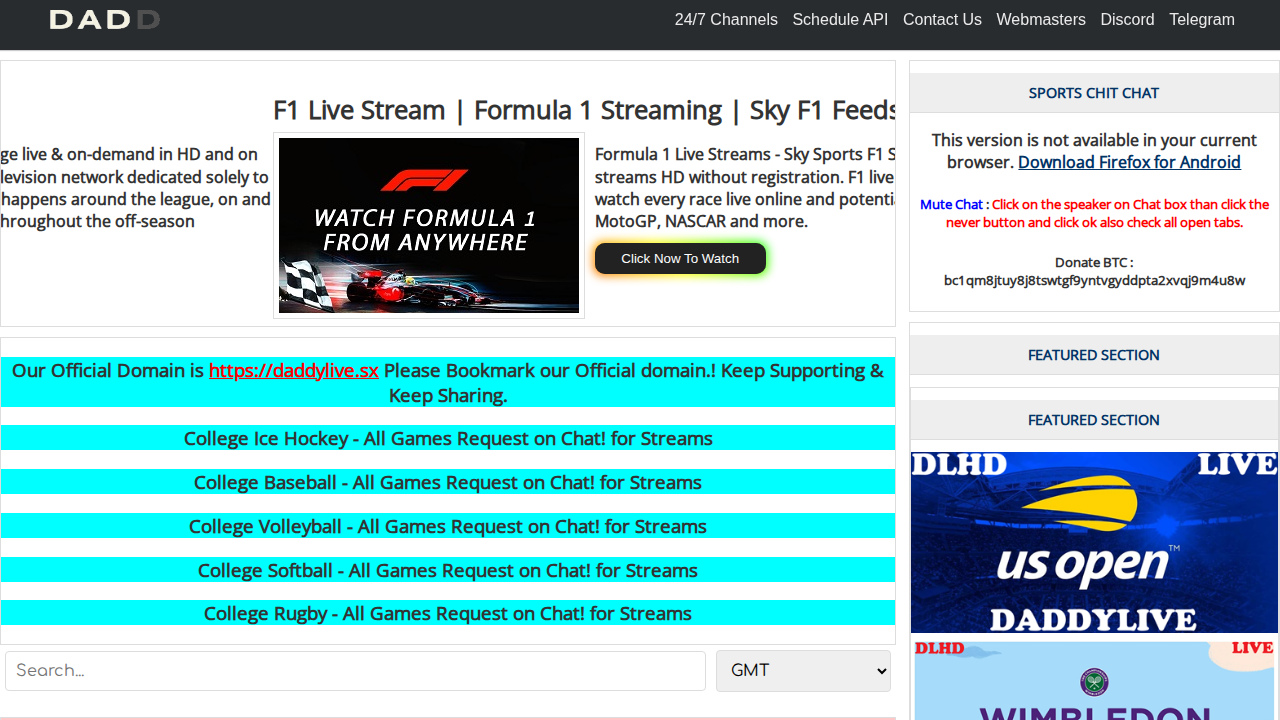 DADD
24/7 Channels Schedule API Contact Us Webmasters Discord Telegram
F1 Live Stream | Formula 1 Streaming | Sky F1 Feeds
ge live & on-demand in HD and on
levision network dedicated solely to
happens around the league, on and
hroughout the off-season
WATCH FORMULA 1
FROM ANYWHERE
Formula 1 Live Streams - Sky Sports F1 S
streams HD without registration. F1 live
watch every race live online and potentia
MotoGP, NASCAR and more.
Click Now To Watch
Our Official Domain is https://daddylive.sx Please Bookmark our Official domain.! Keep Supporting &
Keep Sharing.
College Ice Hockey - All Games Request on Chat! for Streams
College Baseball - All Games Request on Chat! for Streams
College Volleyball - All Games Request on Chat! for Streams
College Softball - All Games Request on Chat! for Streams
College Rugby - All Games Request on Chat! for Streams
Search...
GMT
SPORTS CHIT CHAT
This version is not available in your current
browser. Download Firefox for Android
Mute Chat : Click on the speaker on Chat box than click the
never button and click ok also check all open tabs.
Donate BTC :
bc1qm8jtuy8j8tswtgf9yntvgyddpta2xvqj9m4u8w
FEATURED SECTION
FEATURED SECTION
DLHD LIVE
us open
DADDYLIVE
DLHD LIVE
WIMBLEDON